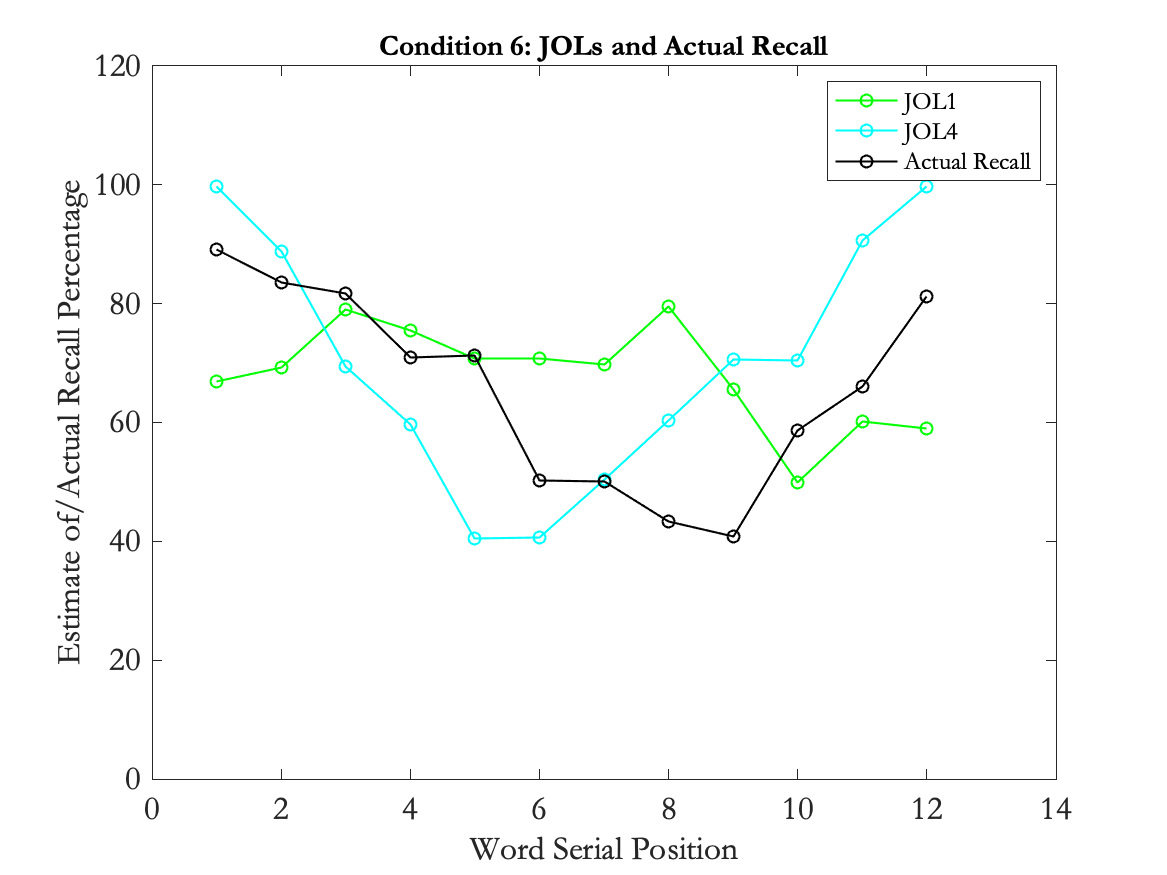 Condition 6: JOLs and Actual Recall
120
100
80
60
40
20
0
Estimate of/Actual Recall Percentage
JOL1
JOL4
Actual Recall
0 2 4 6 8 10 12 14
Word Serial Position